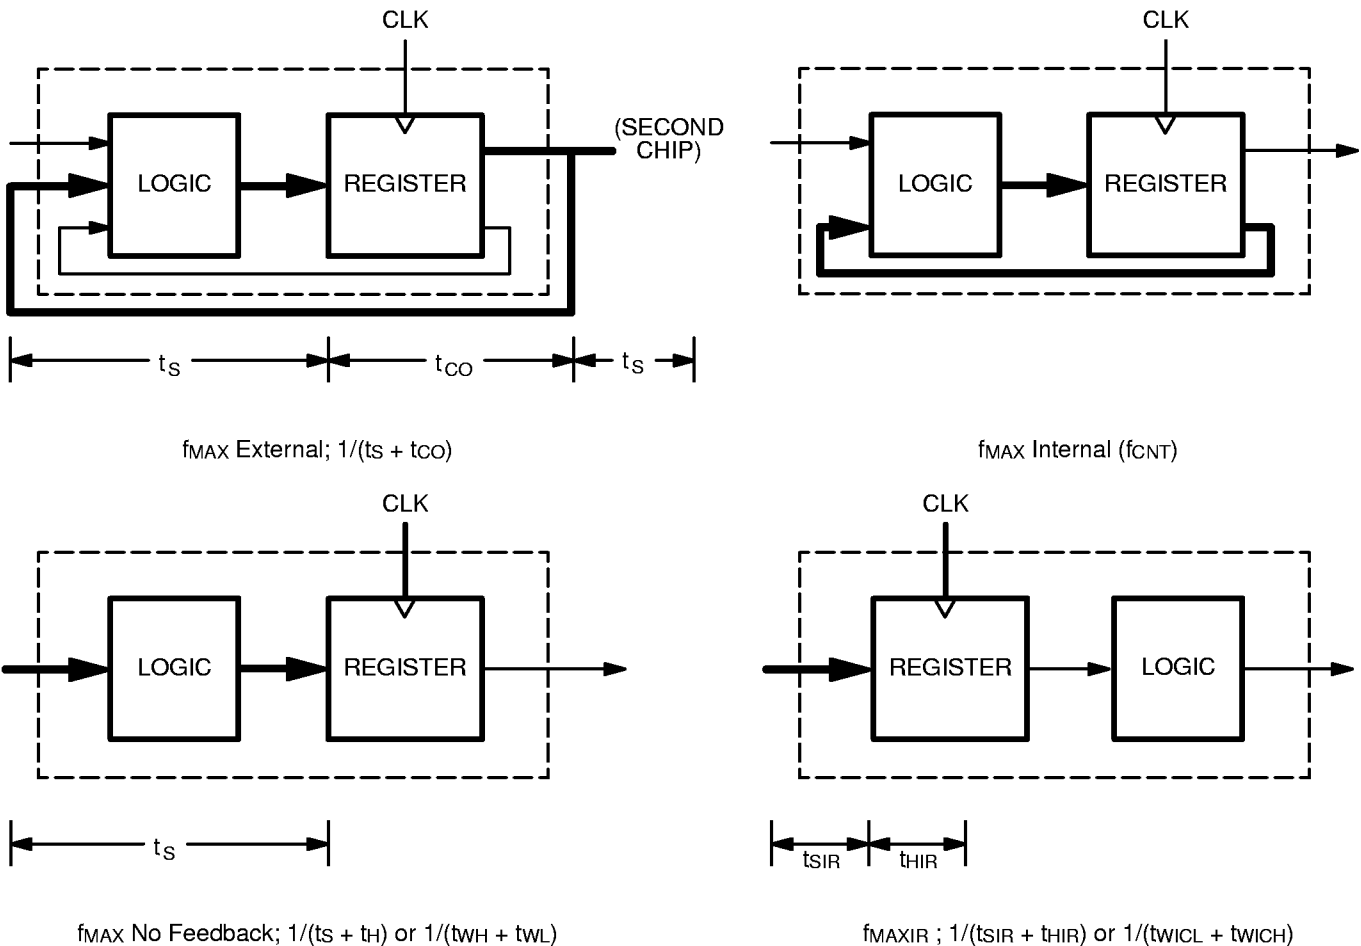 CLK
LOGIC
REGISTER
(SECOND
CHIP)
tS
tCO
tS
fMAX External; 1/(tS + tCO)
CLK
LOGIC
REGISTER
fMAX Internal (fCNT)
CLK
LOGIC
REGISTER
tS
fMAX No Feedback; 1/(tS + tH) or 1/(tWH + tWL)
CLK
REGISTER
LOGIC
tSIR
tHIR
fMAXIR ; 1/(tSIR + tHIR) or 1/(tWICL + tWICH)